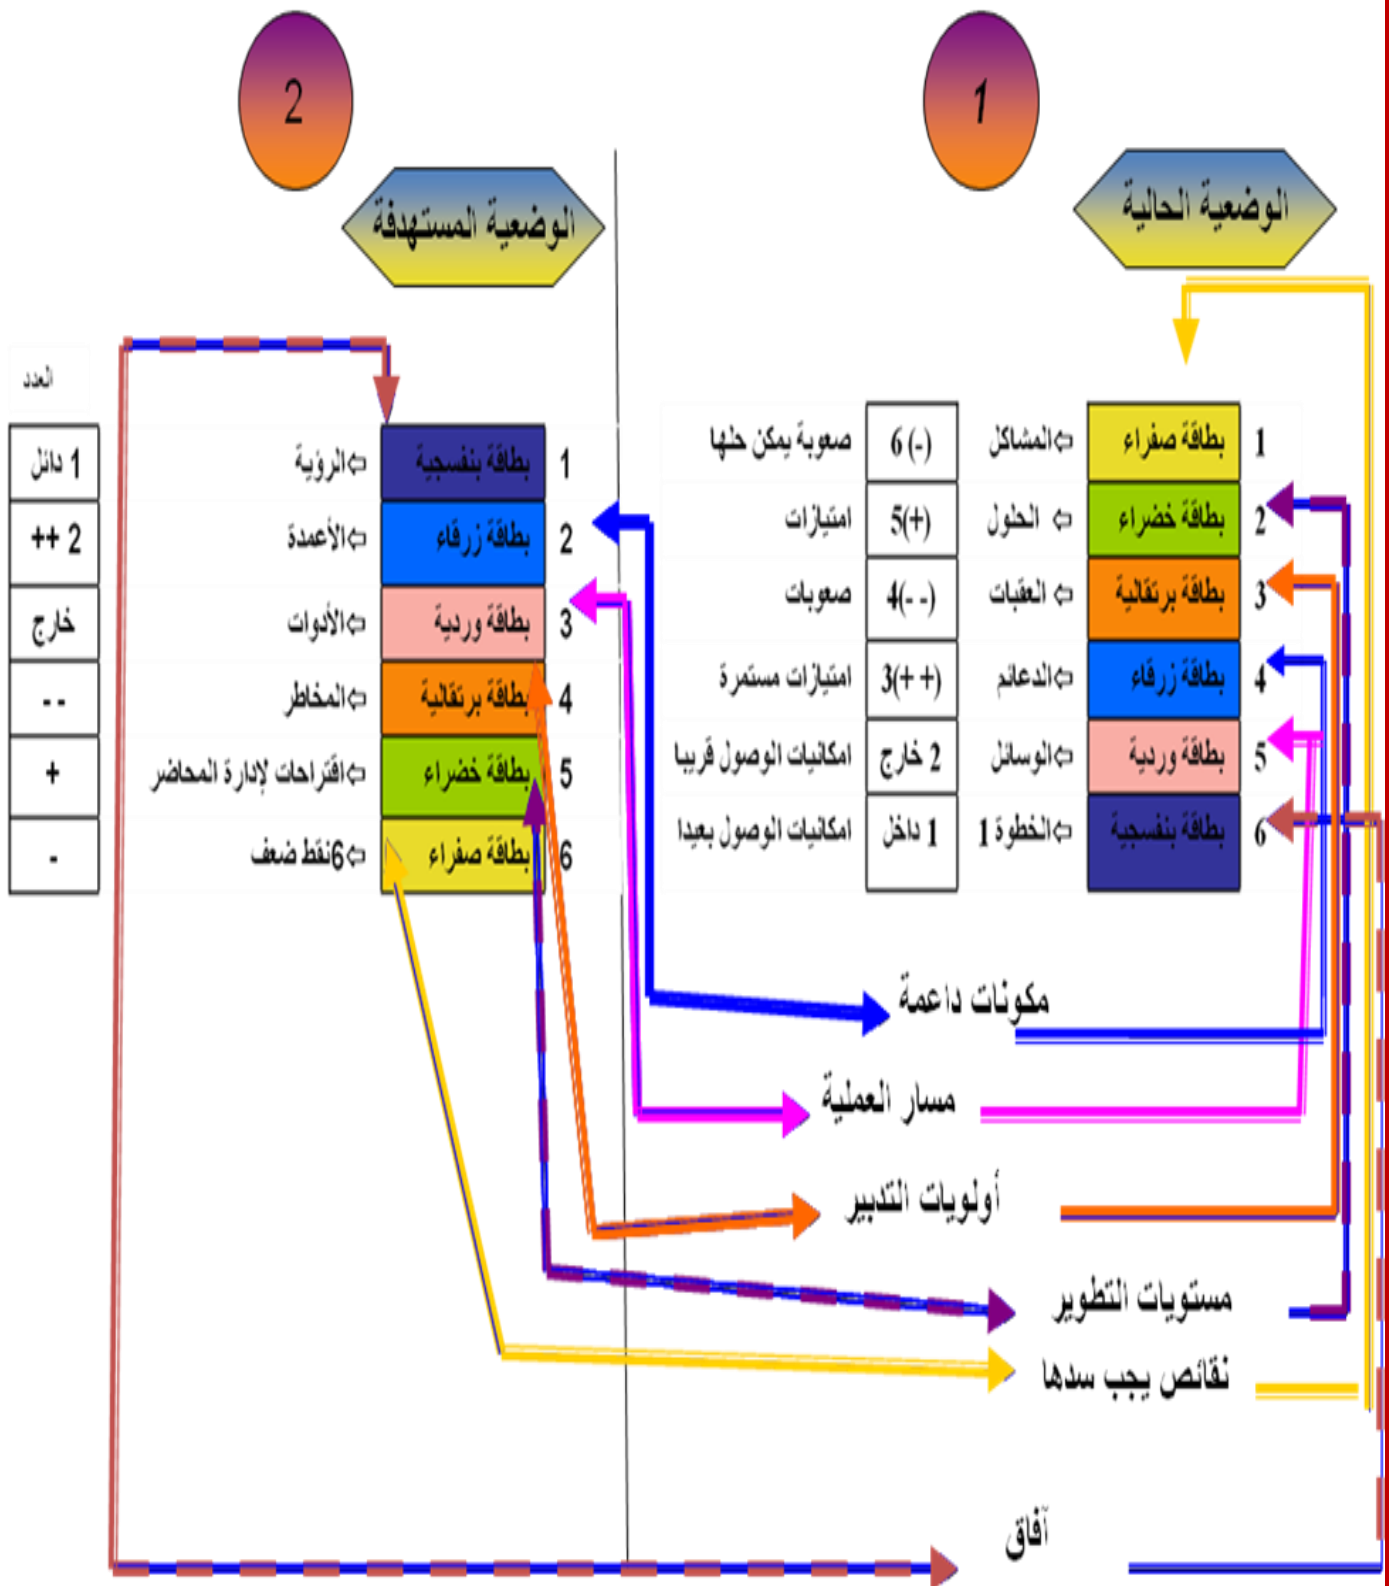 1
الوضعية الحالية
1 بطاقة صفراء ⇦المشاكل 6 (-) صعوبة يمكن حلها
2 بطاقة خضراء ⇦ الحلول 5(+) امتيازات
3 بطاقة برتقالية ⇦ العقبات 4(- -) صعوبات
4 بطاقة زرقاء ⇦الدعائم 3(+ +) امتيازات مستمرة
5 بطاقة وردية ⇦الوسائل 2 خارج امكانيات الوصول قريبا
6 بطاقة بنفسجية ⇦الخطوة 1 1 داخل امكانيات الوصول بعيدا
2
الوضعية المستهدفة
العدد
1 بطاقة بنفسجية ⇦الرؤية 1 دائل
2 بطاقة زرقاء ⇦الأعمدة 2 ++
3 بطاقة وردية ⇦الأدوات خارج
4 بطاقة برتقالية ⇦المخاطر - -
5 بطاقة خضراء ⇦اقتراحات لإدارة المحاضر +
6 بطاقة صفراء ⇦6نقط ضعف -
مكونات داعمة
مسار العملية
أولويات التدبير
مستويات التطوير
نقائص يجب سدها
آفاق